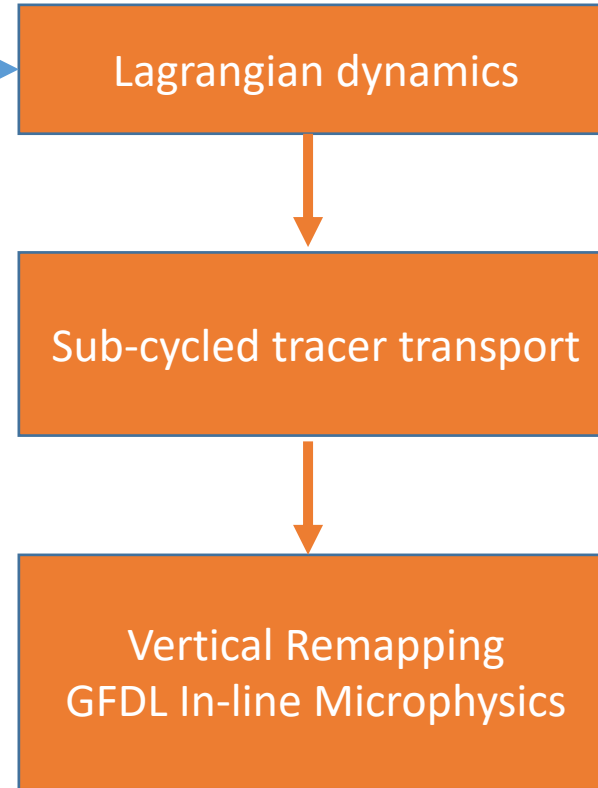 Lagrangian dynamics
Sub-cycled tracer transport
Vertical Remapping
GFDL In-line Microphysics